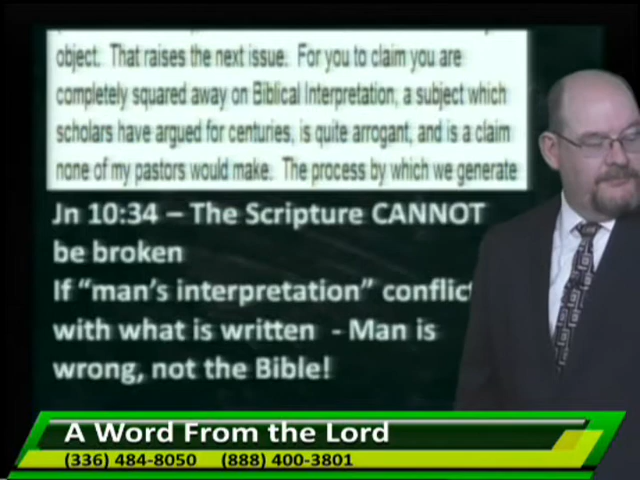 object. That raises the next issue. For you to claim you are
completely squared away on Biblical Interpretation, a subject which
scholars have argued for centuries, is quite arrogant, and is a claim
none of my pastors would make. The process by which we generate
Jn 10:34 – The Scripture CANNOT
be broken
If “man’s interpretation” conflict
with what is written - Man is
wrong, not the Bible!
A Word From the Lord
(336) 484-8050 (888) 400-3801